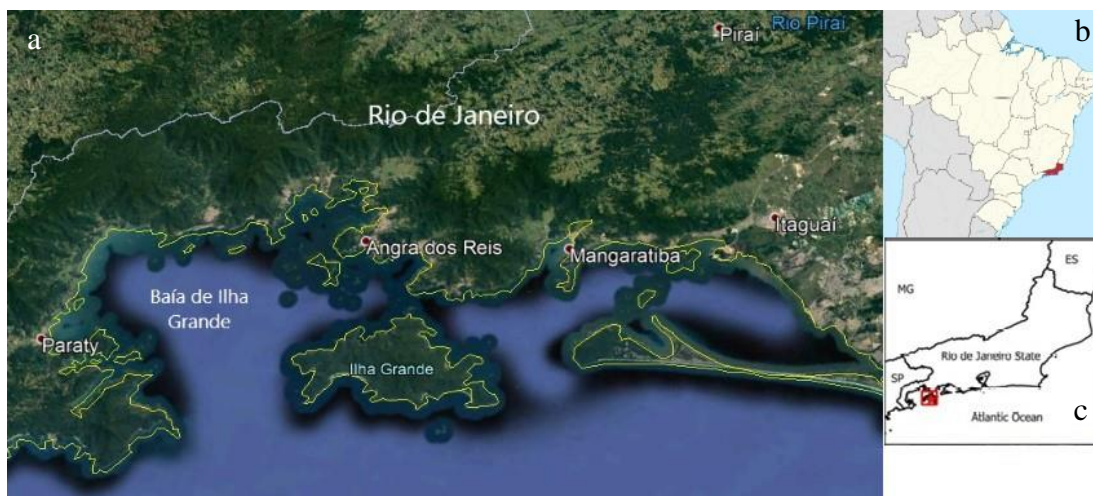 a
Rio Piraí
Piraí
Rio de Janeiro
Itaguaí
Angra dos Reis
Mangaratiba
Baía de Ilha
Grande
Paraty
Ilha Grande
b
ES
MG
Rio de Janeiro State
SP
Atlantic Ocean
c